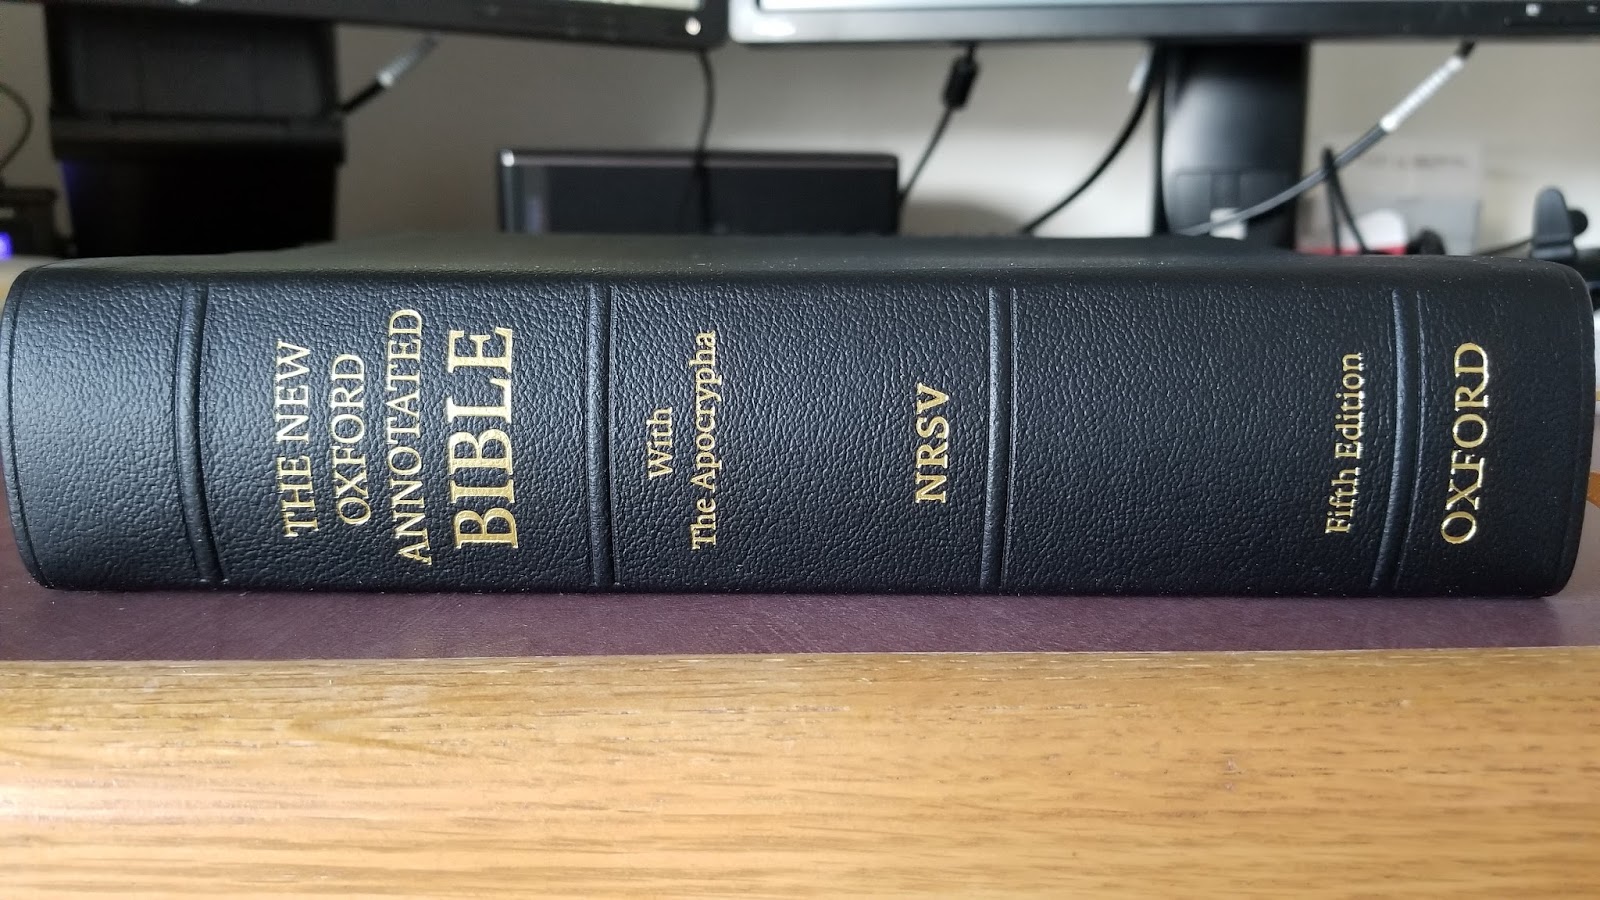 THE NEW
OXFORD
ANNOTATED
BIBLE
With
The Apocrypha
NRSV
Fifth Edition
OXFORD